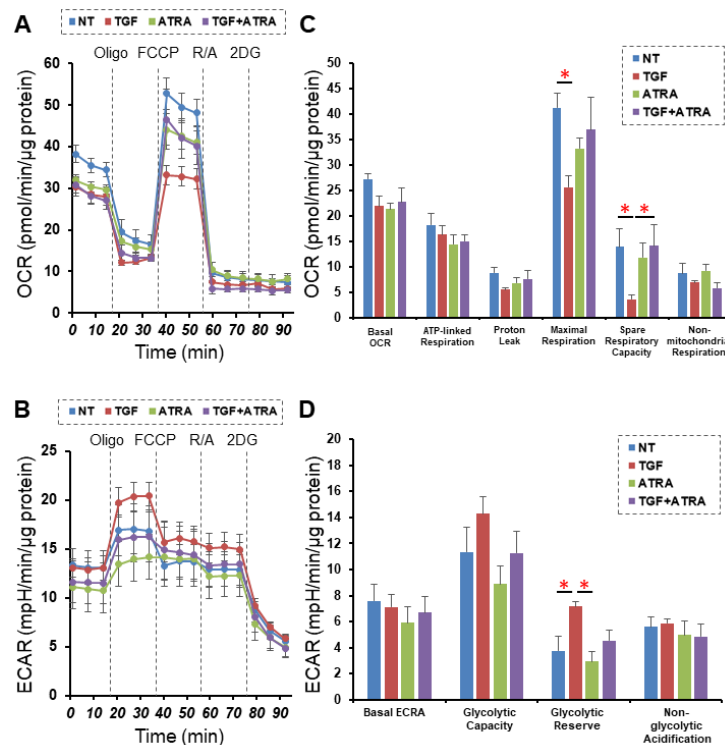 A
NT TGF ATRA TGF+ATRA
Oligo FCCP R/A 2DG
OCR (pmol/min/µg protein)
60
50
40
30
20
10
0
0 10 20 30 40 50 60 70 80 90
Time (min)
C
NT
TGF
ATRA
TGF+ATRA
* * *
OCR (pmol/min/µg protein)
50
45
40
35
30
25
20
15
10
5
0
Basal OCR
ATP-linked Respiration
Proton Leak
Maximal Respiration
Spare Respiratory Capacity
Non-mitochondrial Respiration
B
NT TGF ATRA TGF+ATRA
Oligo FCCP R/A 2DG
ECAR (mpH/min/µg protein)
25
20
15
10
5
0
0 10 20 30 40 50 60 70 80 90
Time (min)
D
NT
TGF
ATRA
TGF+ATRA
* *
ECAR (mpH/min/µg protein)
20
18
16
14
12
10
8
6
4
2
0
Basal ECRA
Glycolytic Capacity
Glycolytic Reserve
Non-glycolytic Acidification